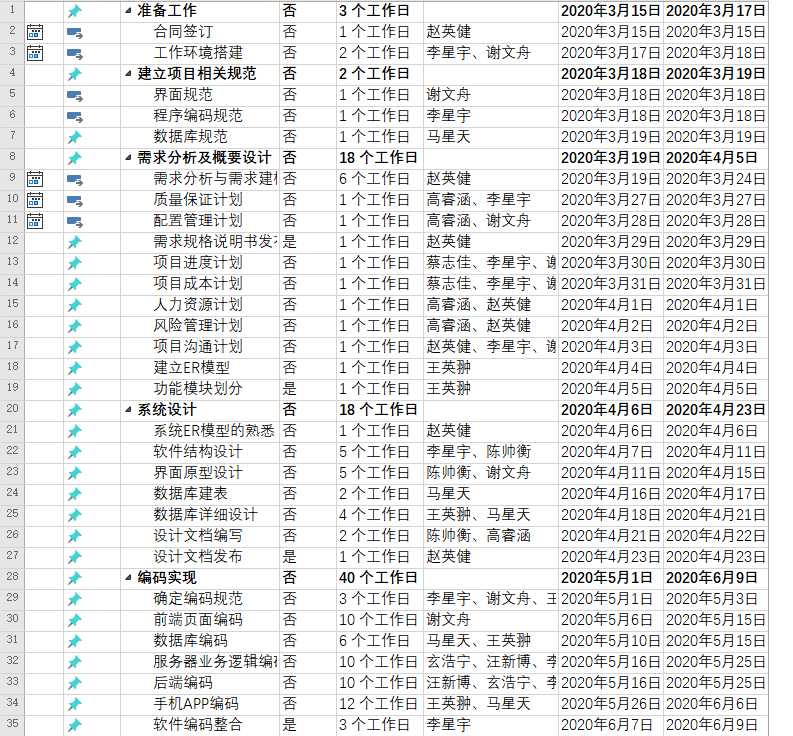 1 准备工作 否 3 个工作日 2020年3月15日 2020年3月17日
2 合同签订 否 1 个工作日 赵英健 2020年3月15日 2020年3月15日
3 工作环境搭建 否 2 个工作日 李星宇、谢文舟 2020年3月17日 2020年3月18日
4 建立项目相关规范 否 2 个工作日 2020年3月18日 2020年3月19日
5 界面规范 否 1 个工作日 谢文舟 2020年3月18日 2020年3月18日
6 程序编码规范 否 1 个工作日 李星宇 2020年3月18日 2020年3月18日
7 数据库规范 否 1 个工作日 马星天 2020年3月19日 2020年3月19日
8 需求分析及概要设计 否 18 个工作日 2020年3月19日 2020年4月5日
9 需求分析与需求建 否 6 个工作日 赵英健 2020年3月19日 2020年3月24日
10 质量保证计划 否 1 个工作日 高睿涵、李星宇 2020年3月27日 2020年3月27日
11 配置管理计划 否 1 个工作日 高睿涵、谢文舟 2020年3月28日 2020年3月28日
12 需求规格说明书发 是 1 个工作日 赵英健 2020年3月29日 2020年3月29日
13 项目进度计划 否 1 个工作日 蔡志佳、李星宇、谢 2020年3月30日 2020年3月30日
14 项目成本计划 否 1 个工作日 蔡志佳、李星宇、谢 2020年3月31日 2020年3月31日
15 人力资源计划 否 1 个工作日 高睿涵、赵英健 2020年4月1日 2020年4月1日
16 风险管理计划 否 1 个工作日 高睿涵、赵英健 2020年4月2日 2020年4月2日
17 项目沟通计划 否 1 个工作日 赵英健、李星宇、谢 2020年4月3日 2020年4月3日
18 建立ER模型 否 1 个工作日 王英翀 2020年4月4日 2020年4月4日
19 功能模块划分 是 1 个工作日 王英翀 2020年4月5日 2020年4月5日
20 系统设计 否 18 个工作日 2020年4月6日 2020年4月23日
21 系统ER模型的熟悉 否 1 个工作日 赵英健 2020年4月6日 2020年4月6日
22 软件结构设计 否 5 个工作日 李星宇、陈帅衡 2020年4月7日 2020年4月11日
23 界面原型设计 否 5 个工作日 陈帅衡、谢文舟 2020年4月11日 2020年4月15日
24 数据库建表 否 2 个工作日 马星天 2020年4月16日 2020年4月17日
25 数据库详细设计 否 4 个工作日 王英翀、马星天 2020年4月18日 2020年4月21日
26 设计文档编写 否 2 个工作日 陈帅衡、高睿涵 2020年4月21日 2020年4月22日
27 设计文档发布 是 1 个工作日 赵英健 2020年4月23日 2020年4月23日
28 编码实现 否 40 个工作日 2020年5月1日 2020年6月9日
29 确定编码规范 否 3 个工作日 李星宇、谢文舟、王 2020年5月1日 2020年5月3日
30 前端页面编码 否 10 个工作日 谢文舟 2020年5月6日 2020年5月15日
31 数据库编码 否 6 个工作日 马星天、王英翀 2020年5月10日 2020年5月15日
32 服务器业务逻辑编 否 10 个工作日 玄浩宁、汪新博、李 2020年5月16日 2020年5月25日
33 后端编码 否 10 个工作日 汪新博、玄浩宁、李 2020年5月16日 2020年5月25日
34 手机APP编码 否 12 个工作日 王英翀、马星天 2020年5月26日 2020年6月6日
35 软件编码整合 是 3 个工作日 李星宇 2020年6月7日 2020年6月9日